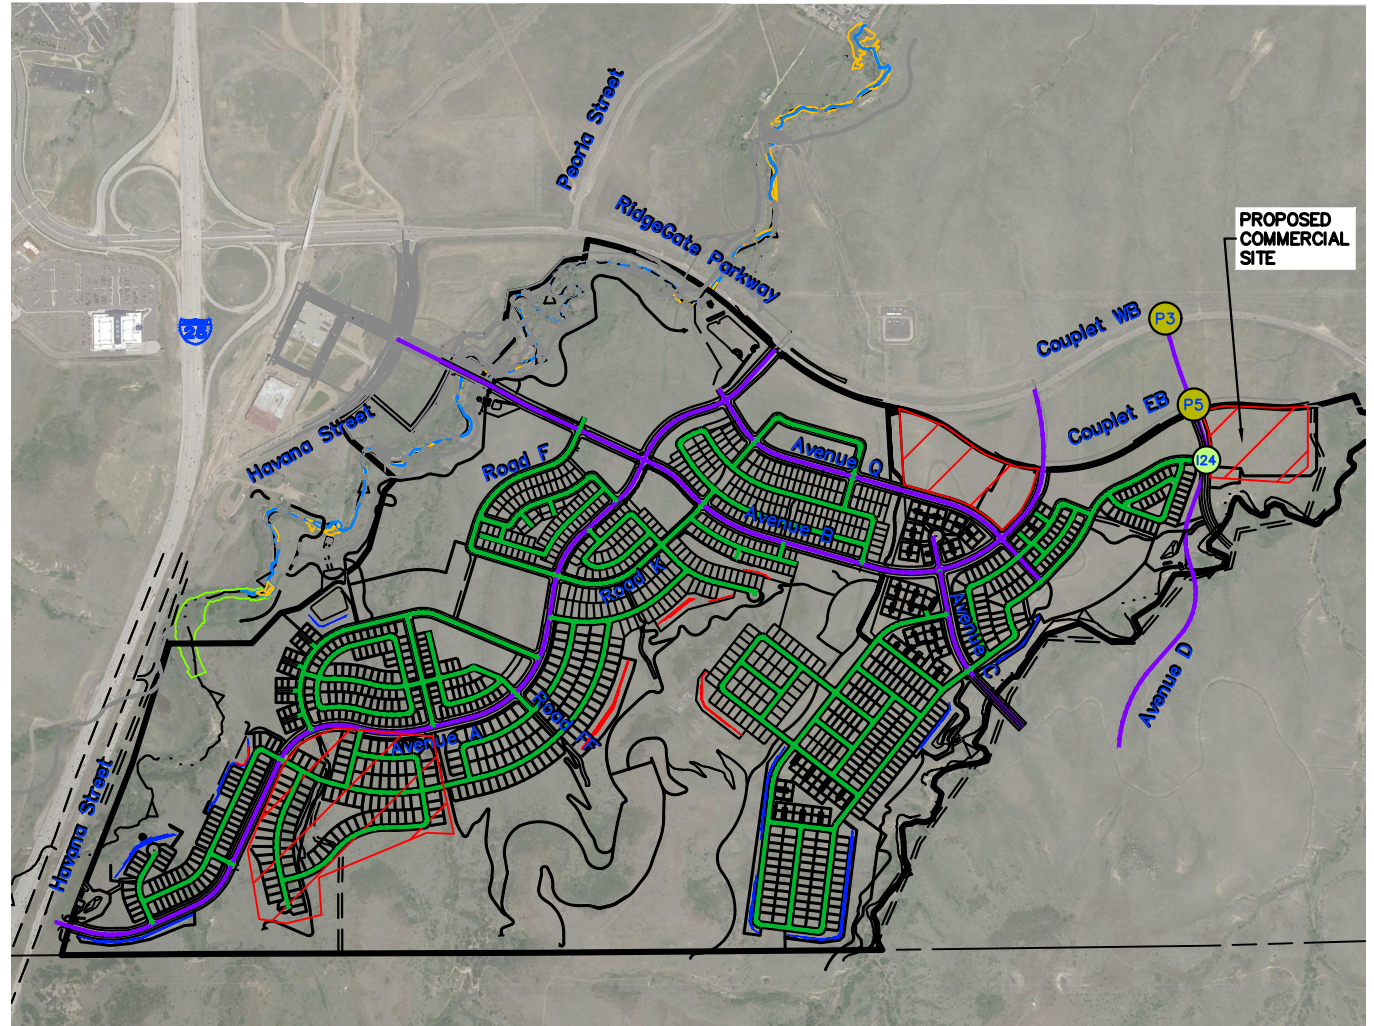 Peoria Street
RidgeGate Parkway
PROPOSED
COMMERCIAL
SITE
25
Couplet WB
P3
Couplet EB
P5
Havana Street
Road F
Avenue Q
I24
Avenue B
Road K
Avenue C
Avenue D
Road FF
Avenue A
Havana Street